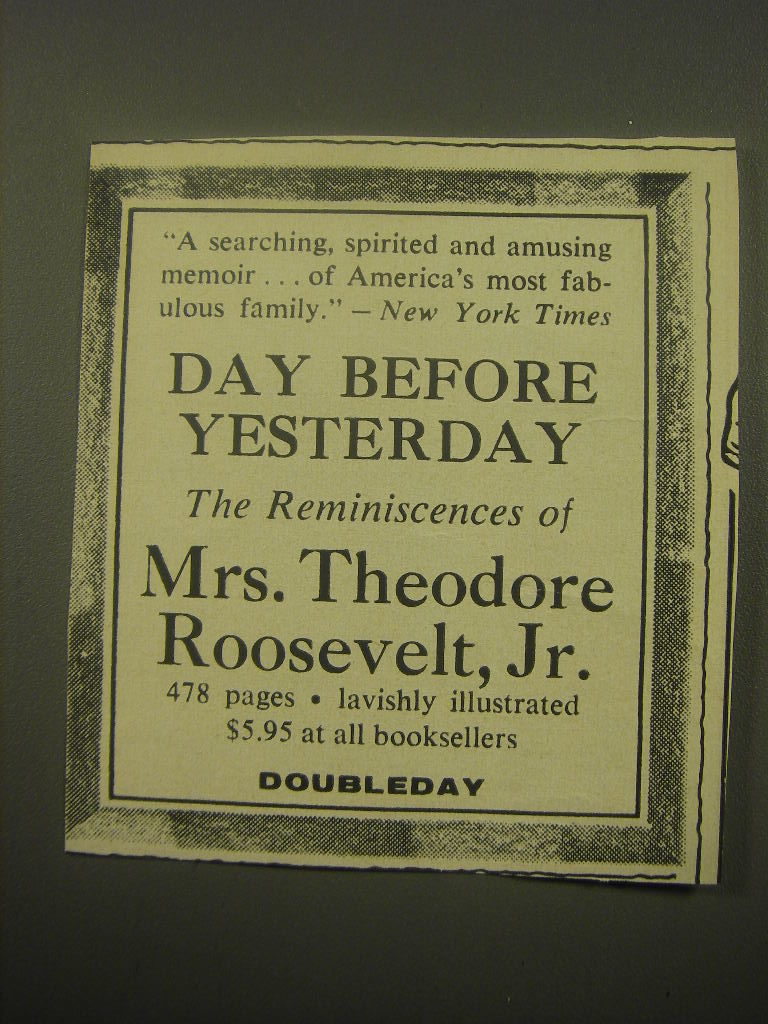 “A searching, spirited and amusing
memoir . . . of America’s most fab-
ulous family.” — New York Times
DAY BEFORE
YESTERDAY
The Reminiscences of
Mrs. Theodore
Roosevelt, Jr.
478 pages • lavishly illustrated
$5.95 at all booksellers
DOUBLEDAY